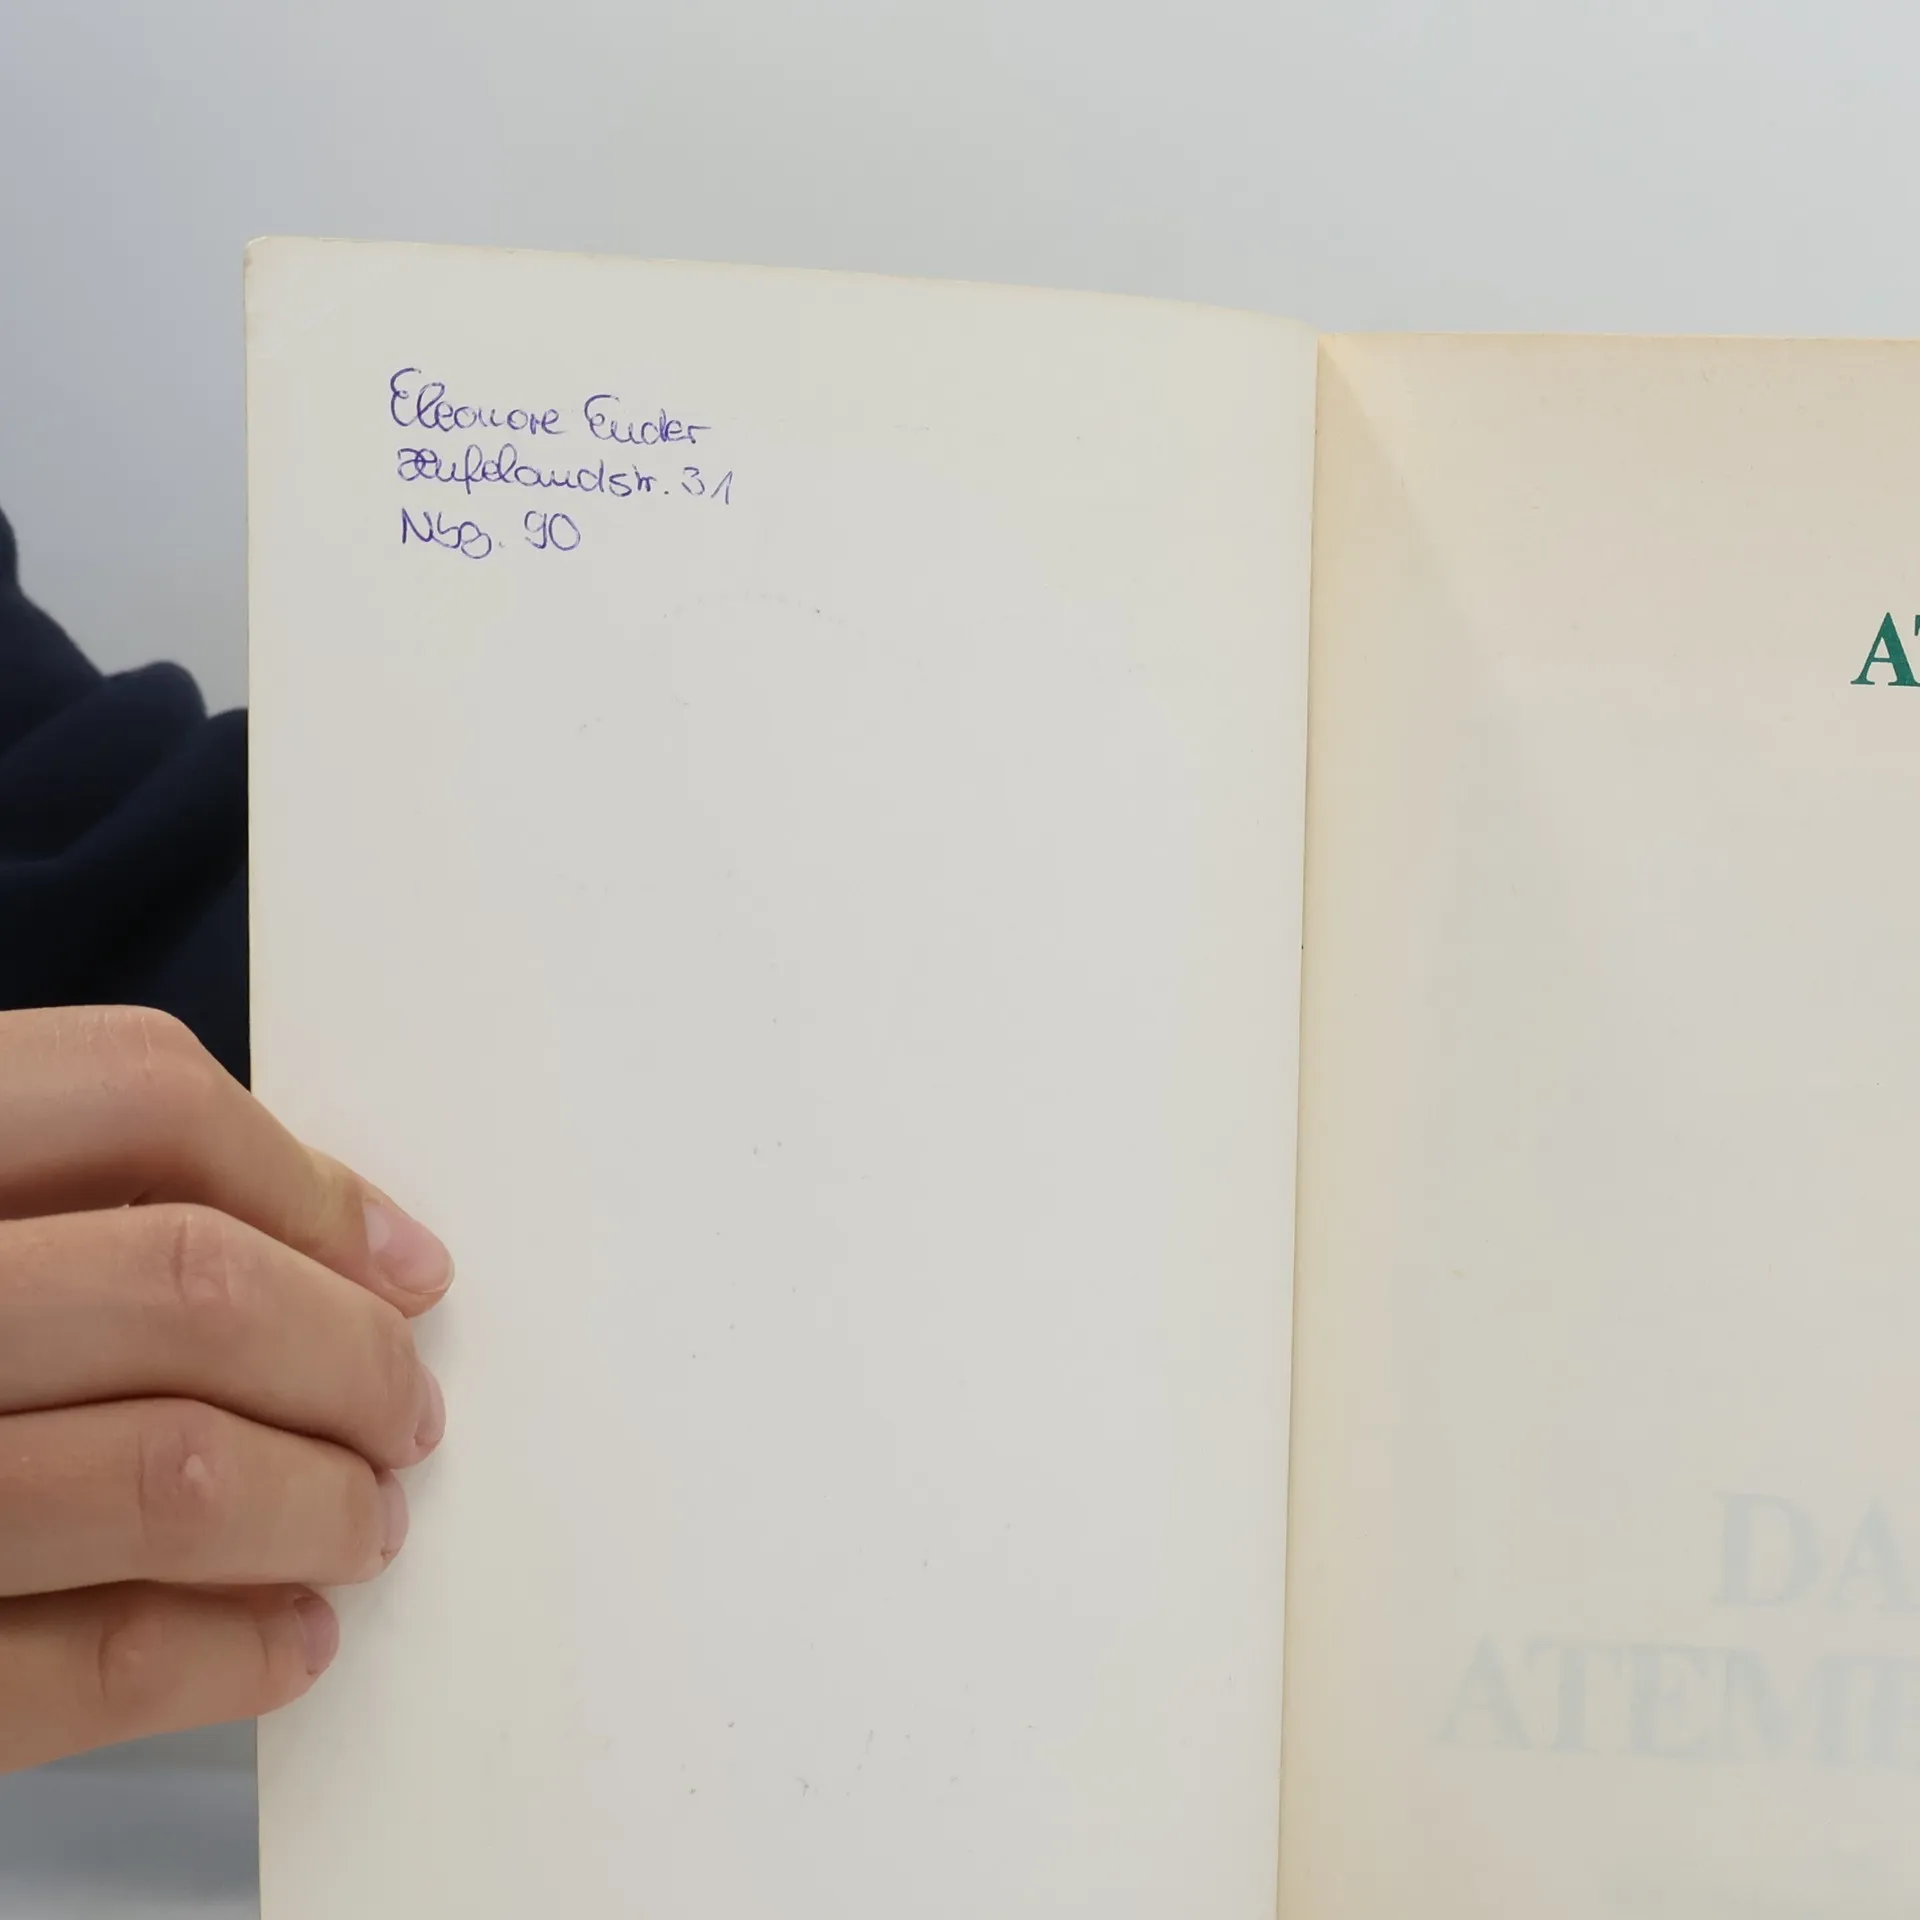 Eleonore Ender
Hufelandstr. 31
Nbg. 90
AT
DA
ATEM